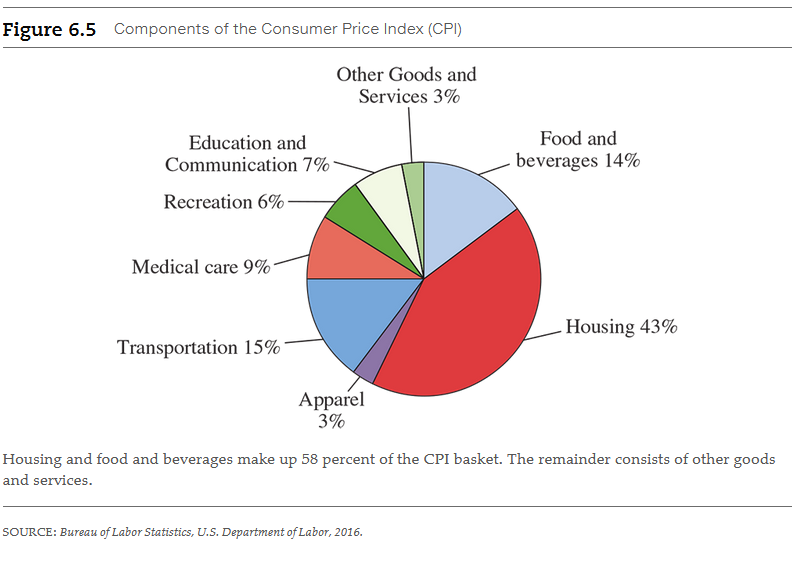 Figure 6.5 Components of the Consumer Price Index (CPI)
Other Goods and
Services 3%
Education and
Communication 7%
Food and
beverages 14%
Recreation 6%
Medical care 9%
Housing 43%
Transportation 15%
Apparel
3%
Housing and food and beverages make up 58 percent of the CPI basket. The remainder consists of other goods
and services.
SOURCE: Bureau of Labor Statistics, U.S. Department of Labor, 2016.